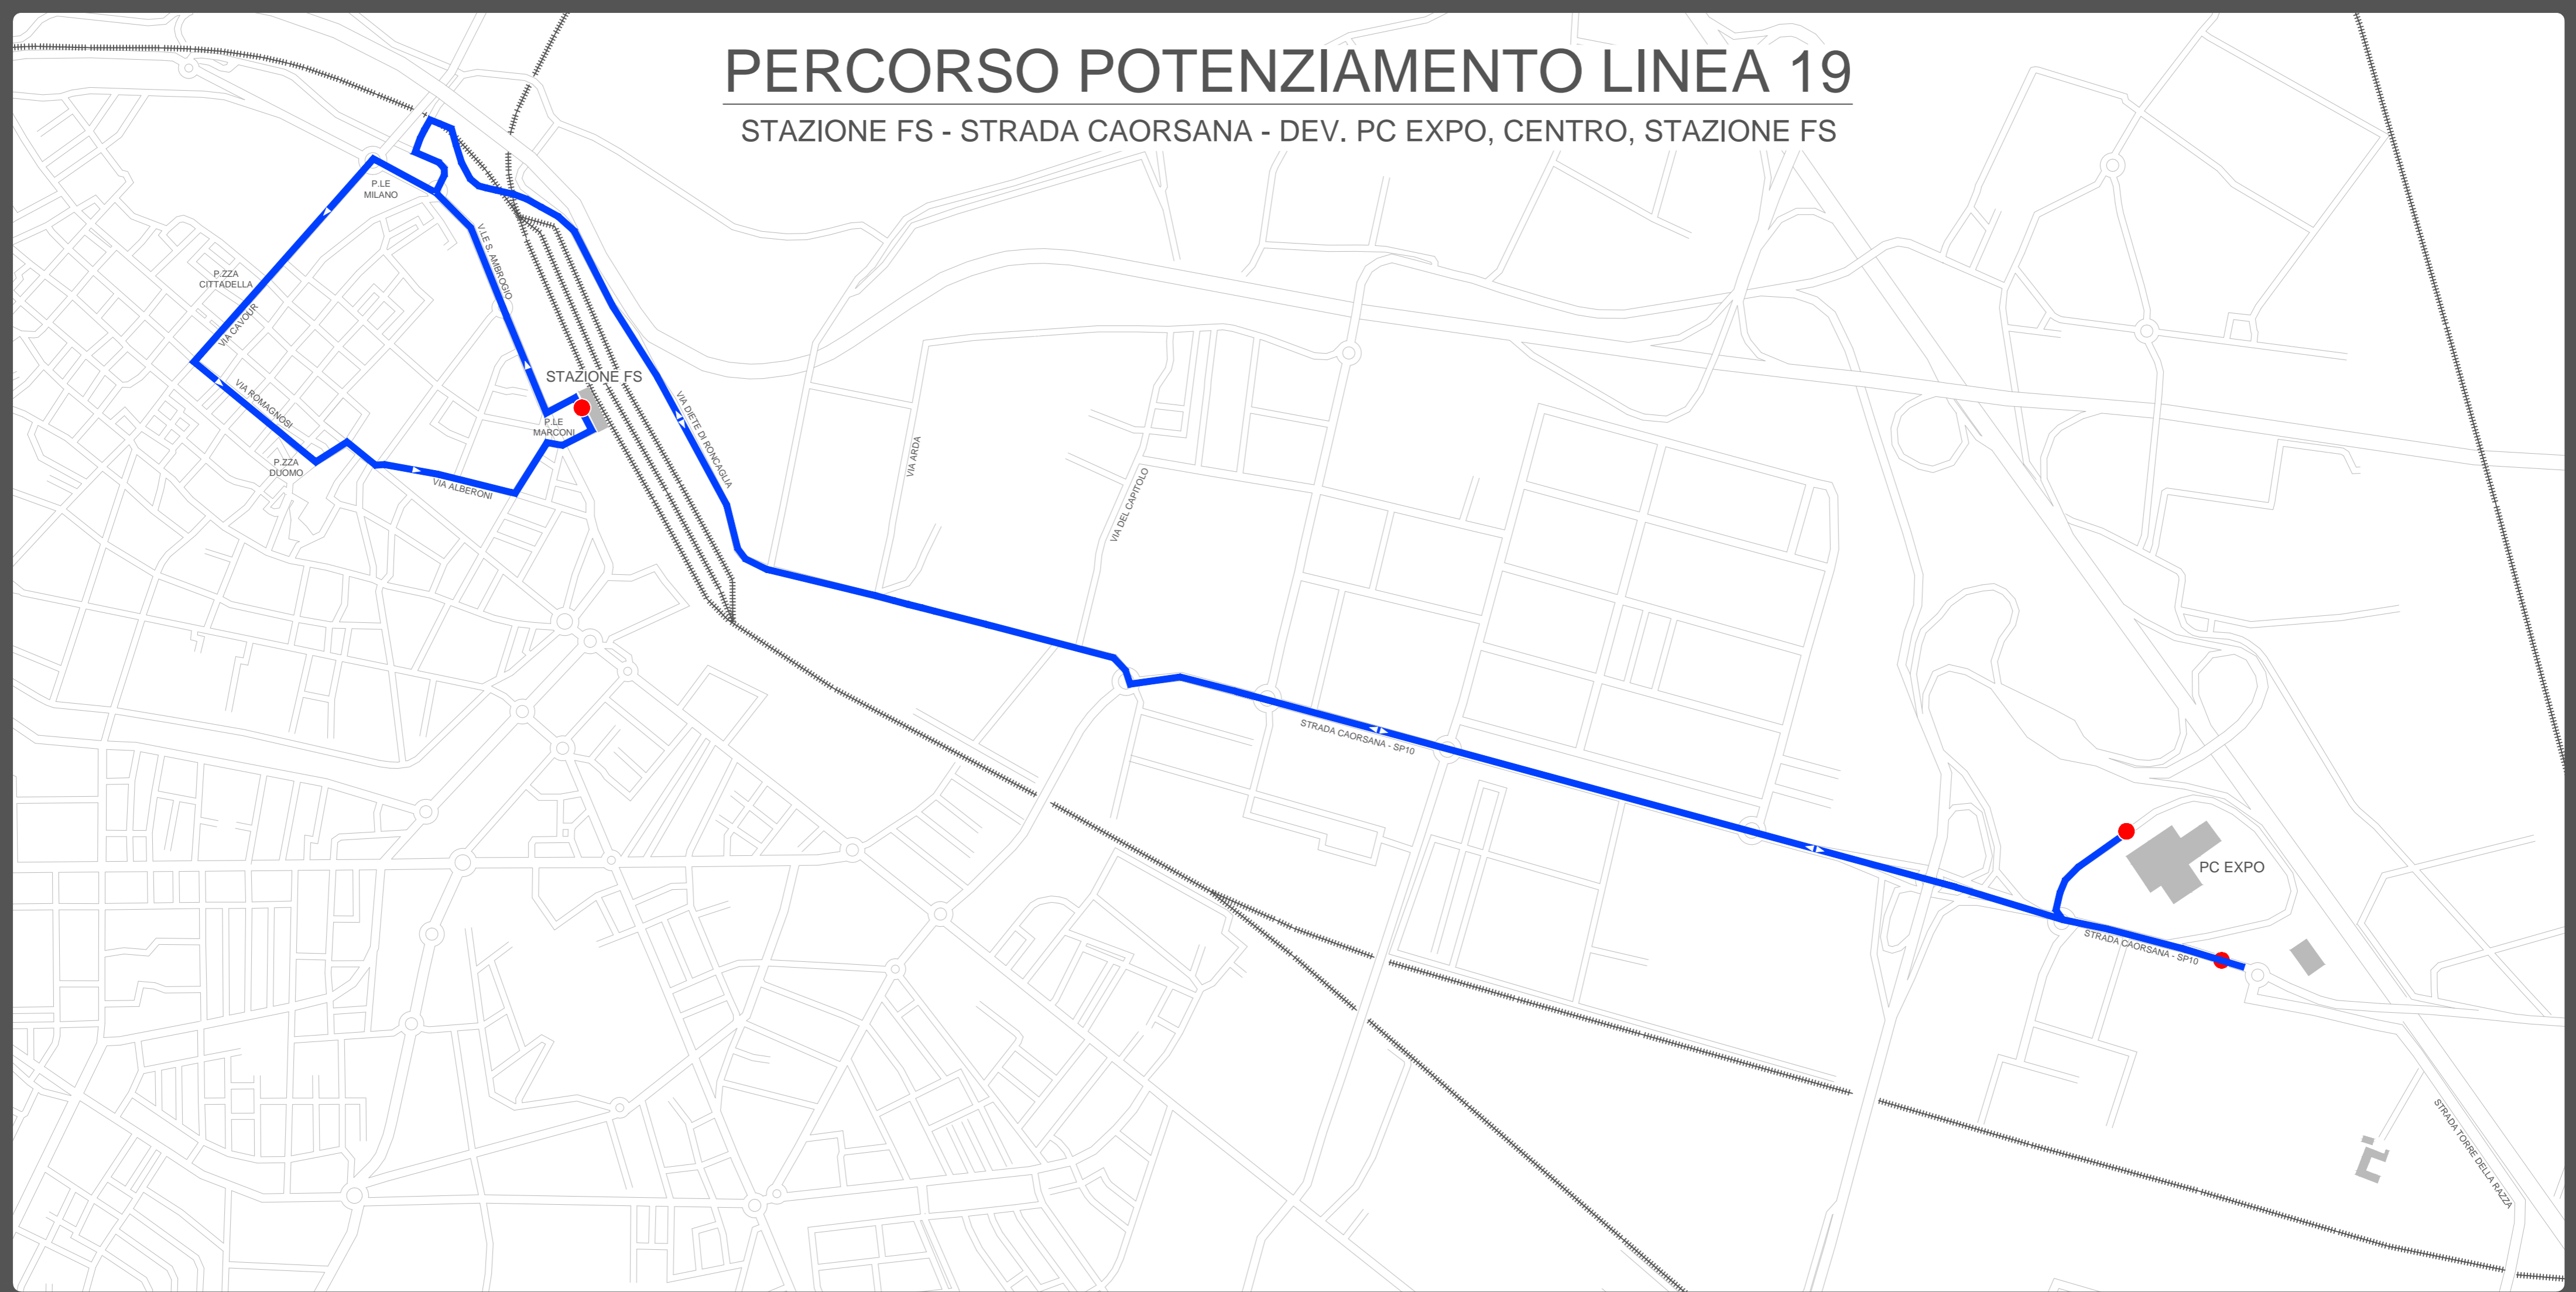 PERCORSO POTENZIAMENTO LINEA 19
STAZIONE FS - STRADA CAORSANA - DEV. PC EXPO, CENTRO, STAZIONE FS
P.LE
MILANO
V.LE S. AMBROGIO
P.ZZA
CITTADELLA
VIA CAVOUR
VIA ROMAGNOSI
STAZIONE FS
P.LE
MARCONI
P.ZZA
DUOMO
VIA ALBERONI
VIA DIETE DI RONCAGLIA
VIA ARDA
VIA DEL CAPITOLO
STRADA CAORSANA - SP10
PC EXPO
STRADA CAORSANA - SP10
STRADA TORRE DELLA RAZZA